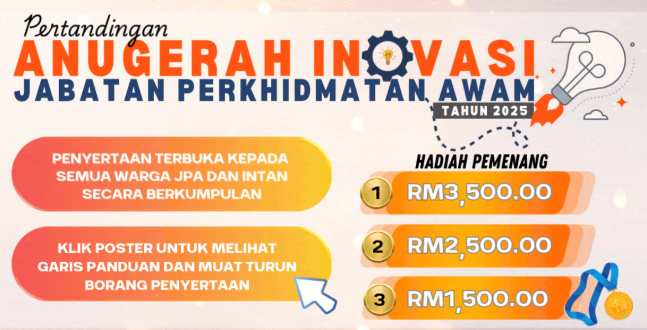 Pertandingan
ANUGERAH INOVASI
JABATAN PERKHIDMATAN AWAM
TAHUN 2025
PENYERTAAN TERBUKA KEPADA
SEMUA WARGA JPA DAN INTAN
SECARA BERKUMPULAN
KLIK POSTER UNTUK MELIHAT
GARIS PANDUAN DAN MUAT TURUN
BORANG PENYERTAAN
HADIAH PEMENANG
1 RM3,500.00
2 RM2,500.00
3 RM1,500.00